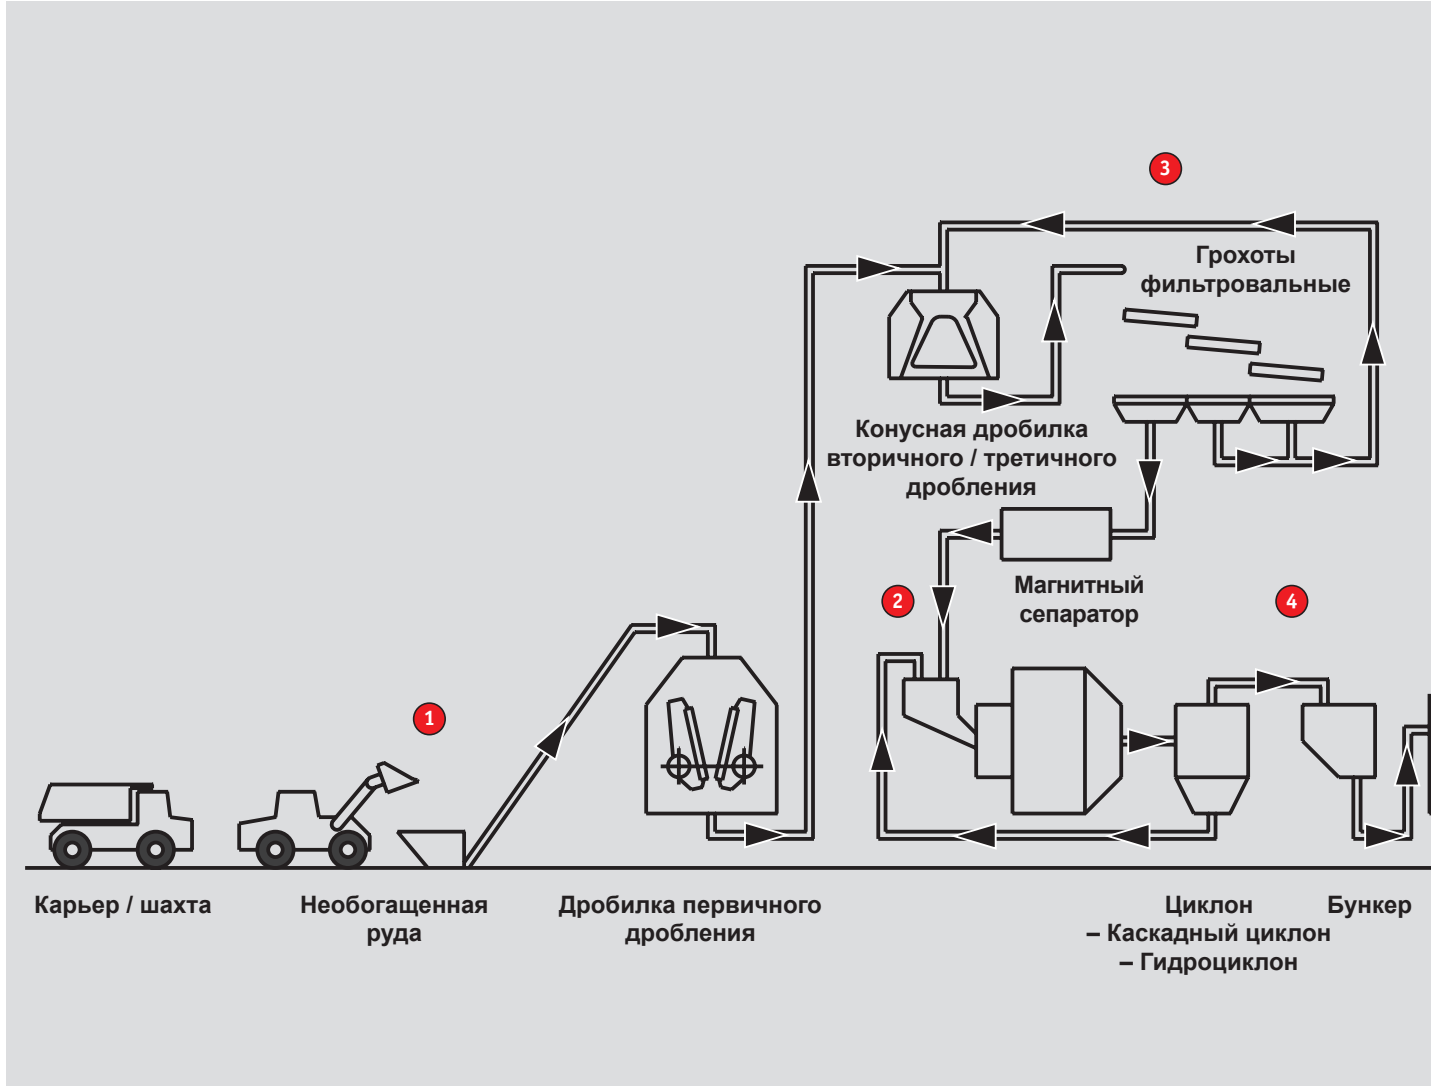 3
Грохоты
фильтровальные
Конусная дробилка
вторичного / третичного
дробления
Магнитный
сепаратор
2
4
1
Карьер / шахта
Необогащенная
руда
Дробилка первичного
дробления
Циклон
– Каскадный циклон
– Гидроциклон
Бункер